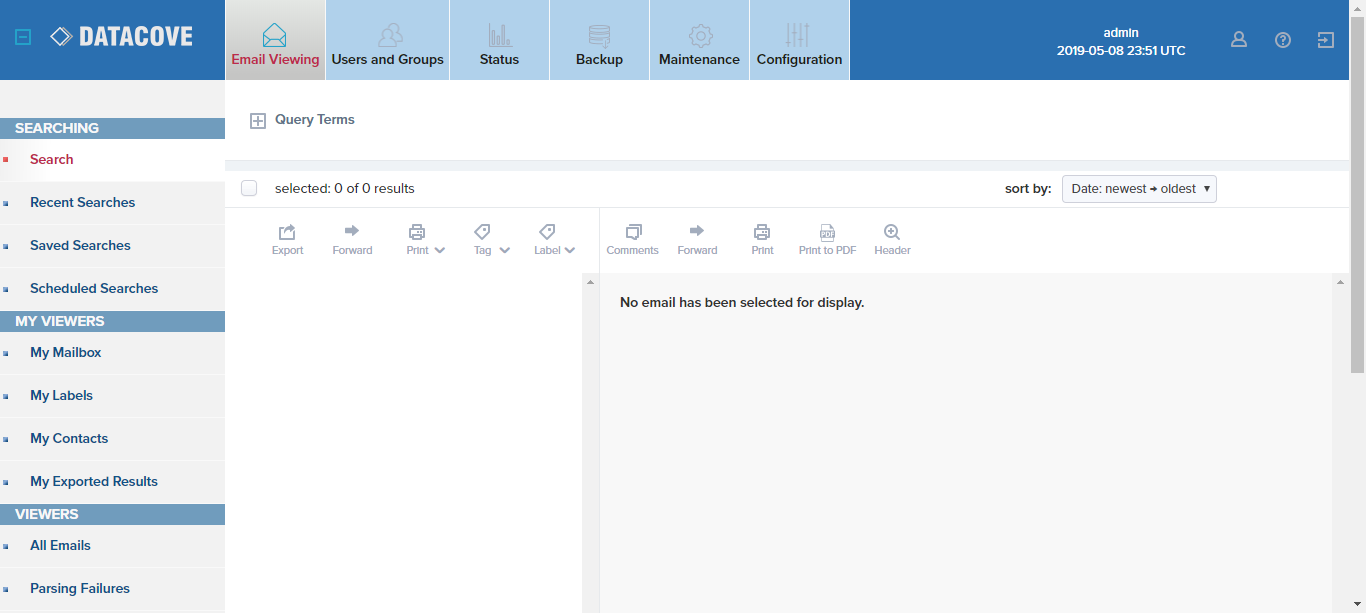 DATACOVE
Email Viewing
Users and Groups
Status
Backup
Maintenance
Configuration
admin
2019-05-08 23:51 UTC
SEARCHING
Search
Recent Searches
Saved Searches
Scheduled Searches
MY VIEWERS
My Mailbox
My Labels
My Contacts
My Exported Results
VIEWERS
All Emails
Parsing Failures
Query Terms
selected: 0 of 0 results
sort by: Date: newest → oldest
Export Forward Print Tag Label
Comments Forward Print Print to PDF Header
PDF
No email has been selected for display.